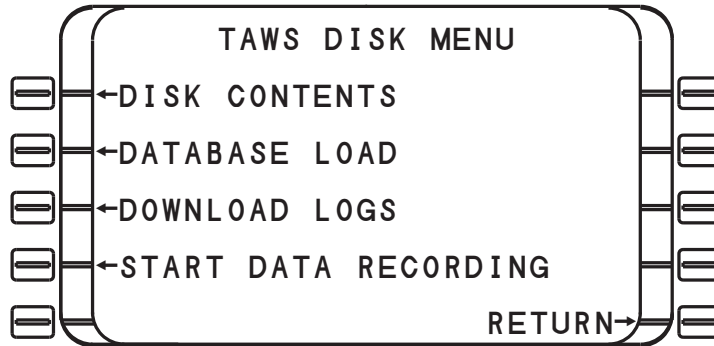 TAWS DISK MENU
←DISK CONTENTS
←DATABASE LOAD
←DOWNLOAD LOGS
←START DATA RECORDING
RETURN→